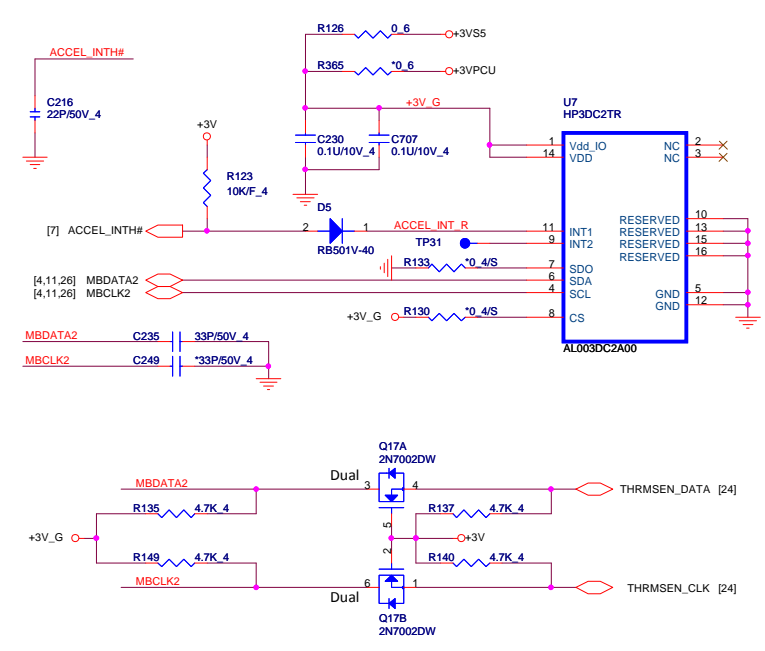 R126 0_6 +3VS5
ACCEL_INTH#
R365 *0_6 +3VPCU
C216
22P/50V_4
+3V_G
U7
HP3DC2TR
+3V
C230
0.1U/10V_4
C707
0.1U/10V_4
1 Vdd_IO NC 2
14 VDD NC 3
R123
10K/F_4
D5
RESERVED 10
[7] ACCEL_INTH# 2 1 ACCEL_INT_R 11 INT1 RESERVED 13
RB501V-40 TP31 9 INT2 RESERVED 15
RESERVED 16
R133 *0_4/S 7 SDO
[4,11,26] MBDATA2 6 SDA
[4,11,26] MBCLK2 4 SCL GND 5
GND 12
+3V_G R130 *0_4/S 8 CS
MBDATA2 C235 33P/50V_4
AL003DC2A00
MBCLK2 C249 *33P/50V_4
Q17A
2N7002DW
MBDATA2 Dual 3 4 THRMSEN_DATA [24]
R135 4.7K_4 R137 4.7K_4
5
+3V_G +3V
2
R149 4.7K_4 R140 4.7K_4
MBCLK2 6 1 THRMSEN_CLK [24]
Dual
Q17B
2N7002DW